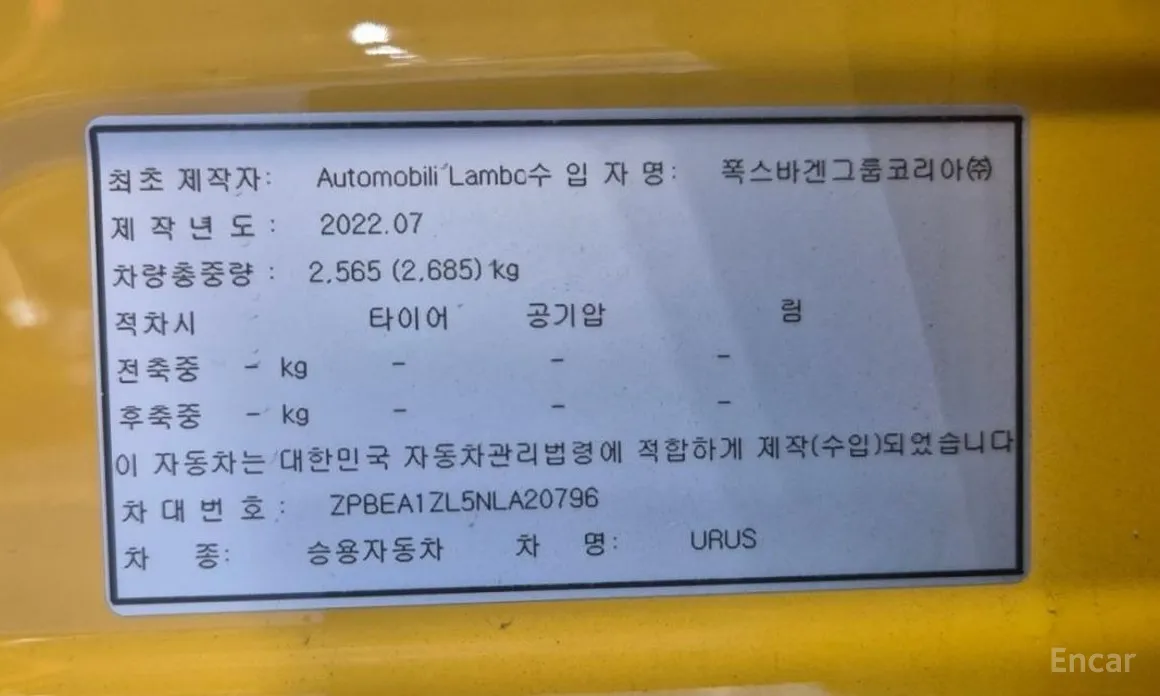 최초 제작자: Automobili Lambo수 입 자 명: 폭스바겐그룹코리아㈜
제 작 년 도 : 2022.07
차량총중량 : 2,565 (2,685) kg
적차시 타이어 공기압 림
전축중 - kg - - -
후축중 - kg - - -
이 자동차는 대한민국 자동차관리법령에 적합하게 제작(수입)되었습니다
차 대 번 호 : ZPBEA1ZL5NLA20796
차 종: 승용자동차 차 명: URUS
Encar